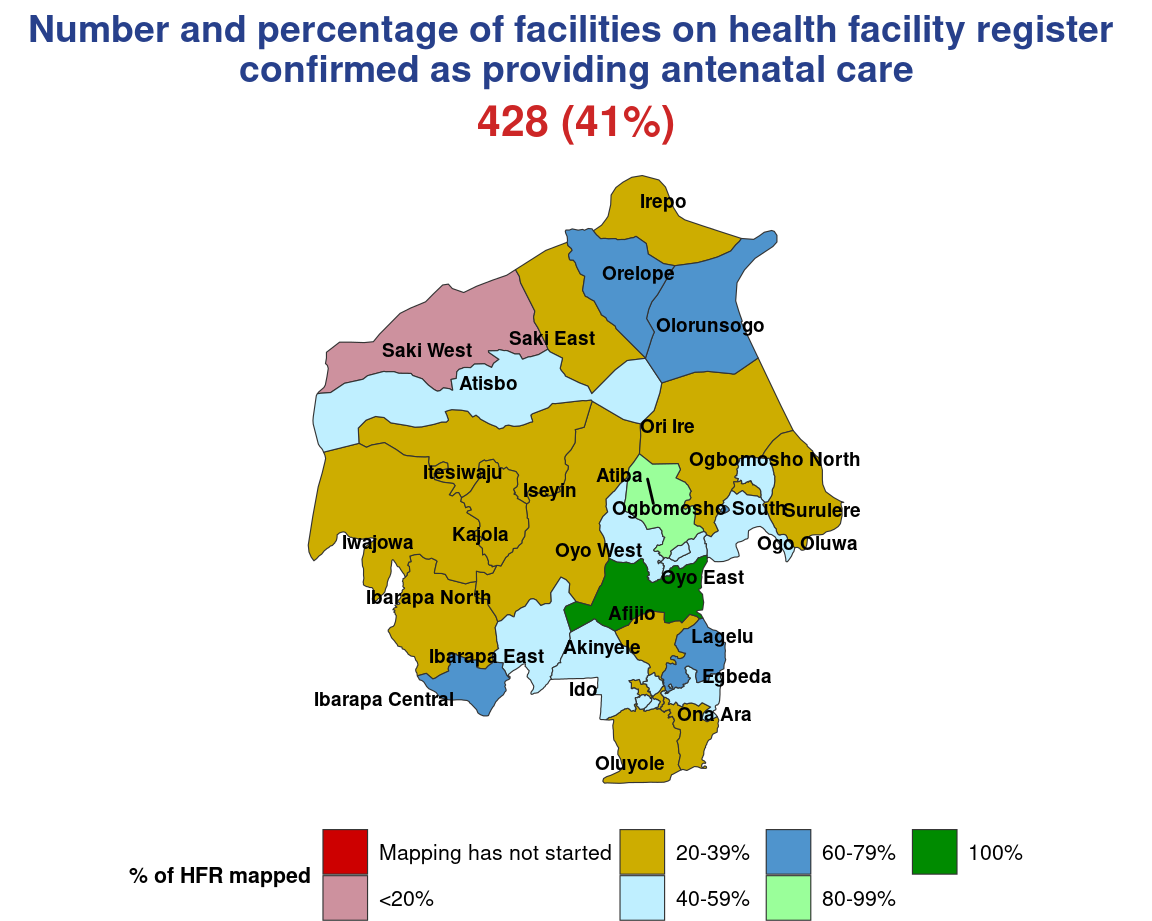 Number and percentage of facilities on health facility register
confirmed as providing antenatal care
428 (41%)
Irepo
Orelope
Olorunsogo
Saki East
Saki West
Atisbo
Ori Ire
Ogbomosho North
Itesiwaju
Atiba
Iseyin
Ogbomosho South
Surulere
Kajola
Iwajowa
Oyo West
Ogo Oluwa
Oyo East
Ibarapa North
Afijio
Lagelu
Akinyele
Ibarapa East
Egbeda
Ido
Ibarapa Central
Ona Ara
Oluyole
% of HFR mapped
Mapping has not started
<20%
20-39%
40-59%
60-79%
80-99%
100%